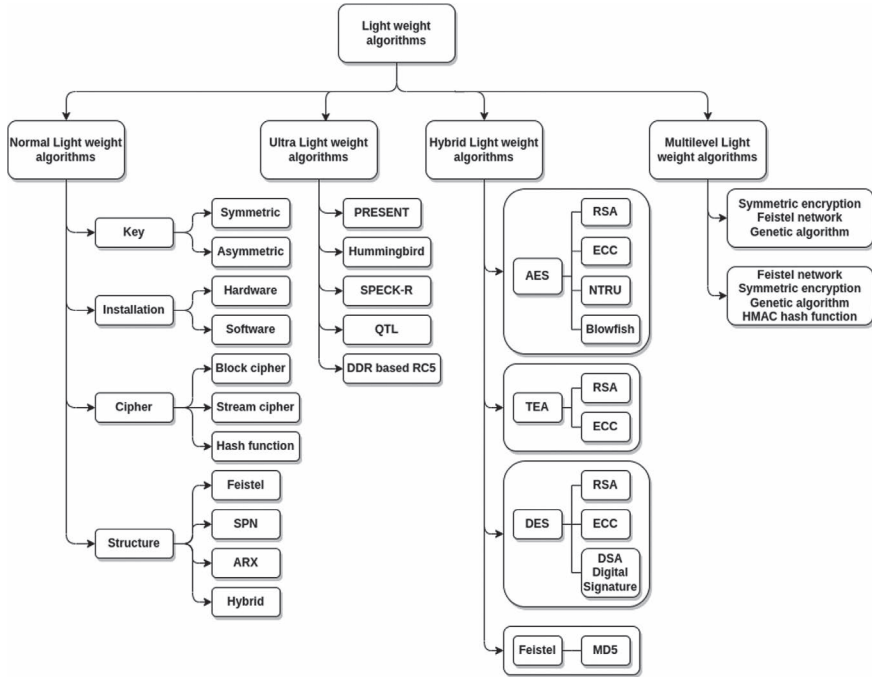 Light weight
algorithms
Normal Light weight
algorithms
Key
Symmetric
Asymmetric
Installation
Hardware
Software
Cipher
Block cipher
Stream cipher
Hash function
Structure
Feistel
SPN
ARX
Hybrid
Ultra Light weight
algorithms
PRESENT
Hummingbird
SPECK-R
QTL
DDR based RC5
Hybrid Light weight
algorithms
AES
RSA
ECC
NTRU
Blowfish
TEA
RSA
ECC
DES
RSA
ECC
DSA
Digital
Signature
Feistel
MD5
Multilevel Light
weight algorithms
Symmetric encryption
Feistel network
Genetic algorithm
Feistel network
Symmetric encryption
Genetic algorithm
HMAC hash function